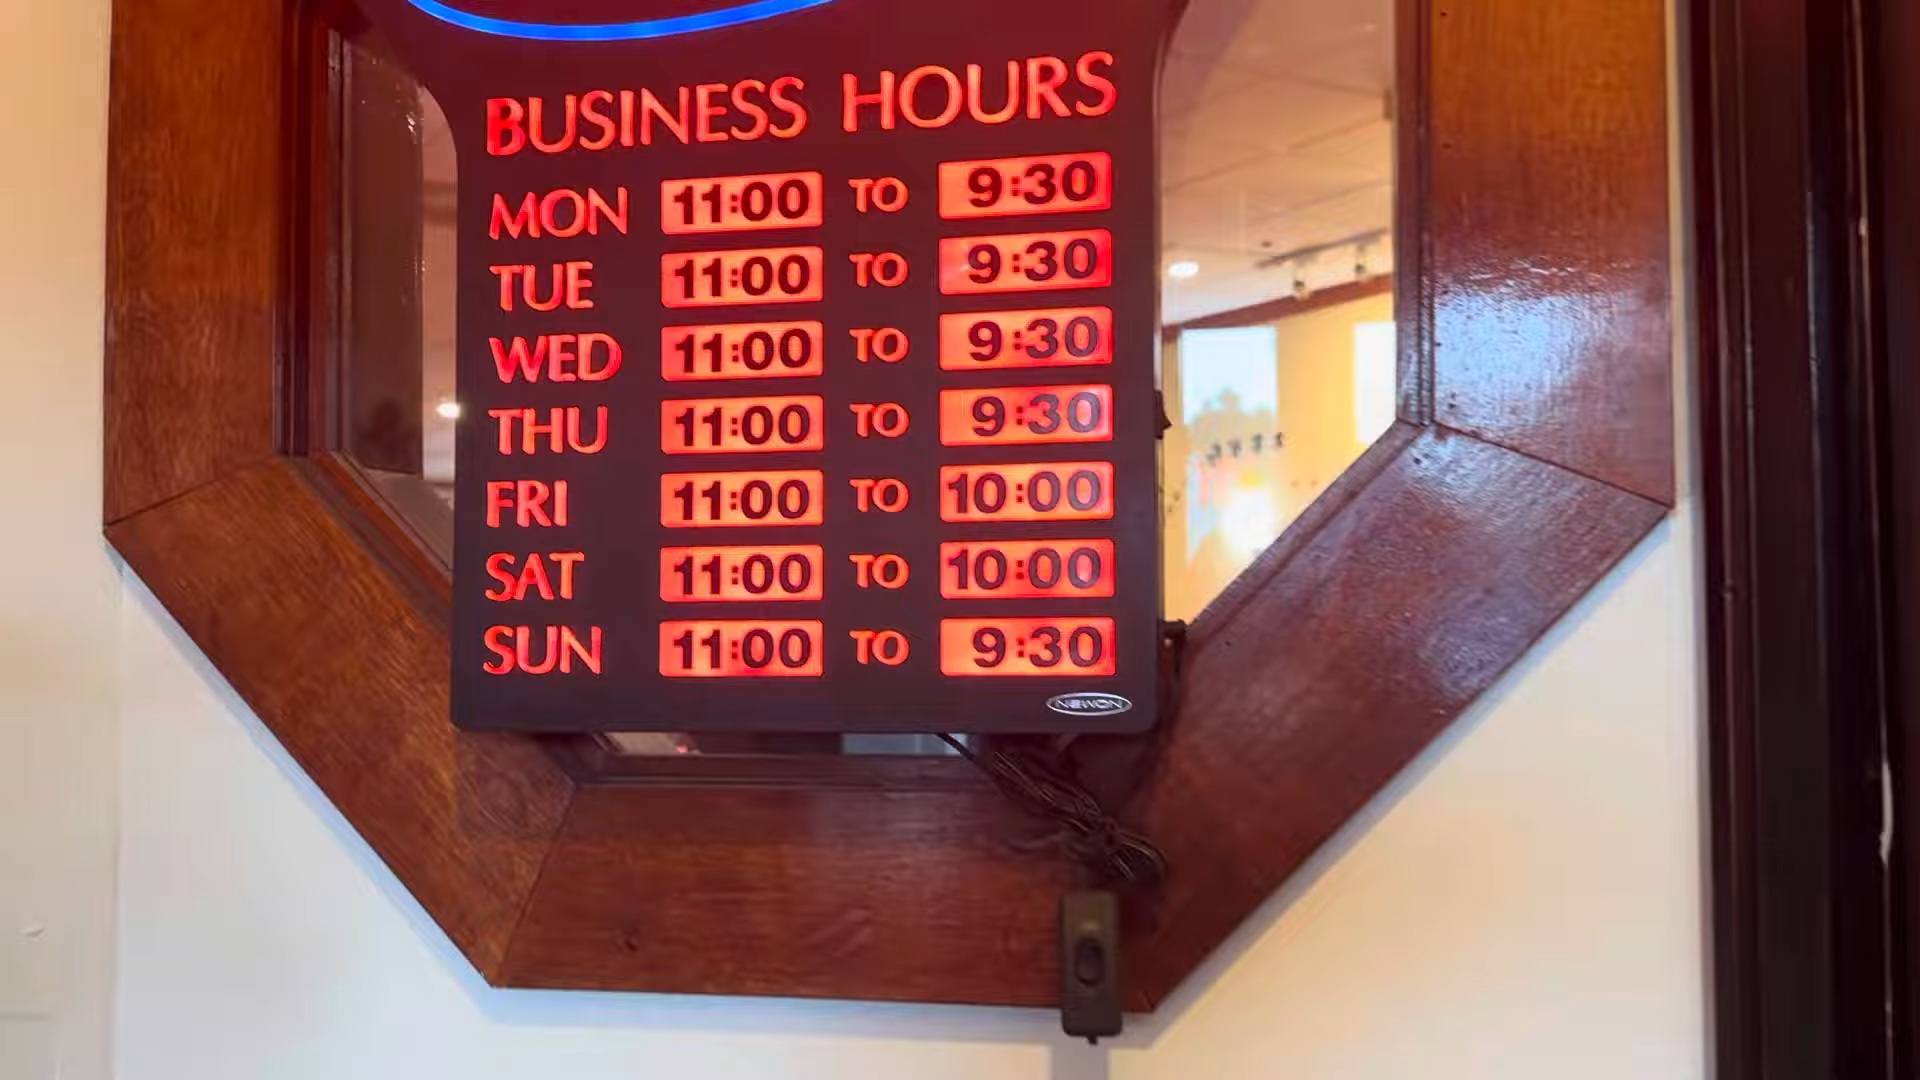 BUSINESS HOURS
MON 11:00 TO 9:30
TUE 11:00 TO 9:30
WED 11:00 TO 9:30
THU 11:00 TO 9:30
FRI 11:00 TO 10:00
SAT 11:00 TO 10:00
SUN 11:00 TO 9:30
NEWON